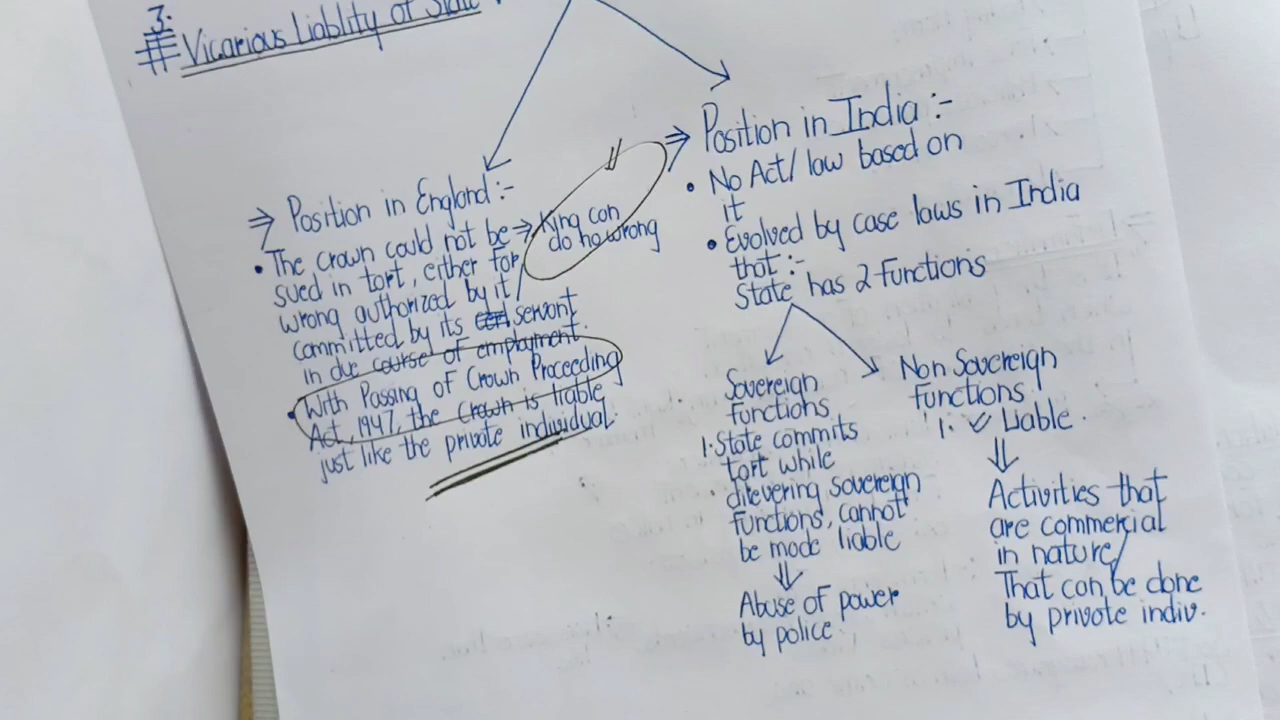 3.
# Vicarious Liablity of State
⇒ Position in England :-
• The Crown could not be ⇒ King can
do no wrong
sued in tort, either for
wrong authorized by it /
committed by its servant
in due course of employment.
• With Passing of Crown Proceeding
Act, 1947, the Crown is liable
just like the private individual.
⇒ Position in India :-
• No Act/ law based on
it
• Evolved by case laws in India
that :-
State has 2 Functions
Sovereign
functions
1. State commits
tort while
dilevering sovereign
functions, cannot
be made liable
⇓
Abuse of power
by police
Non Sovereign
Functions
1. ✓ Liable.
⇓
Activities that
are commercial
in nature/
That can be done
by private indiv.